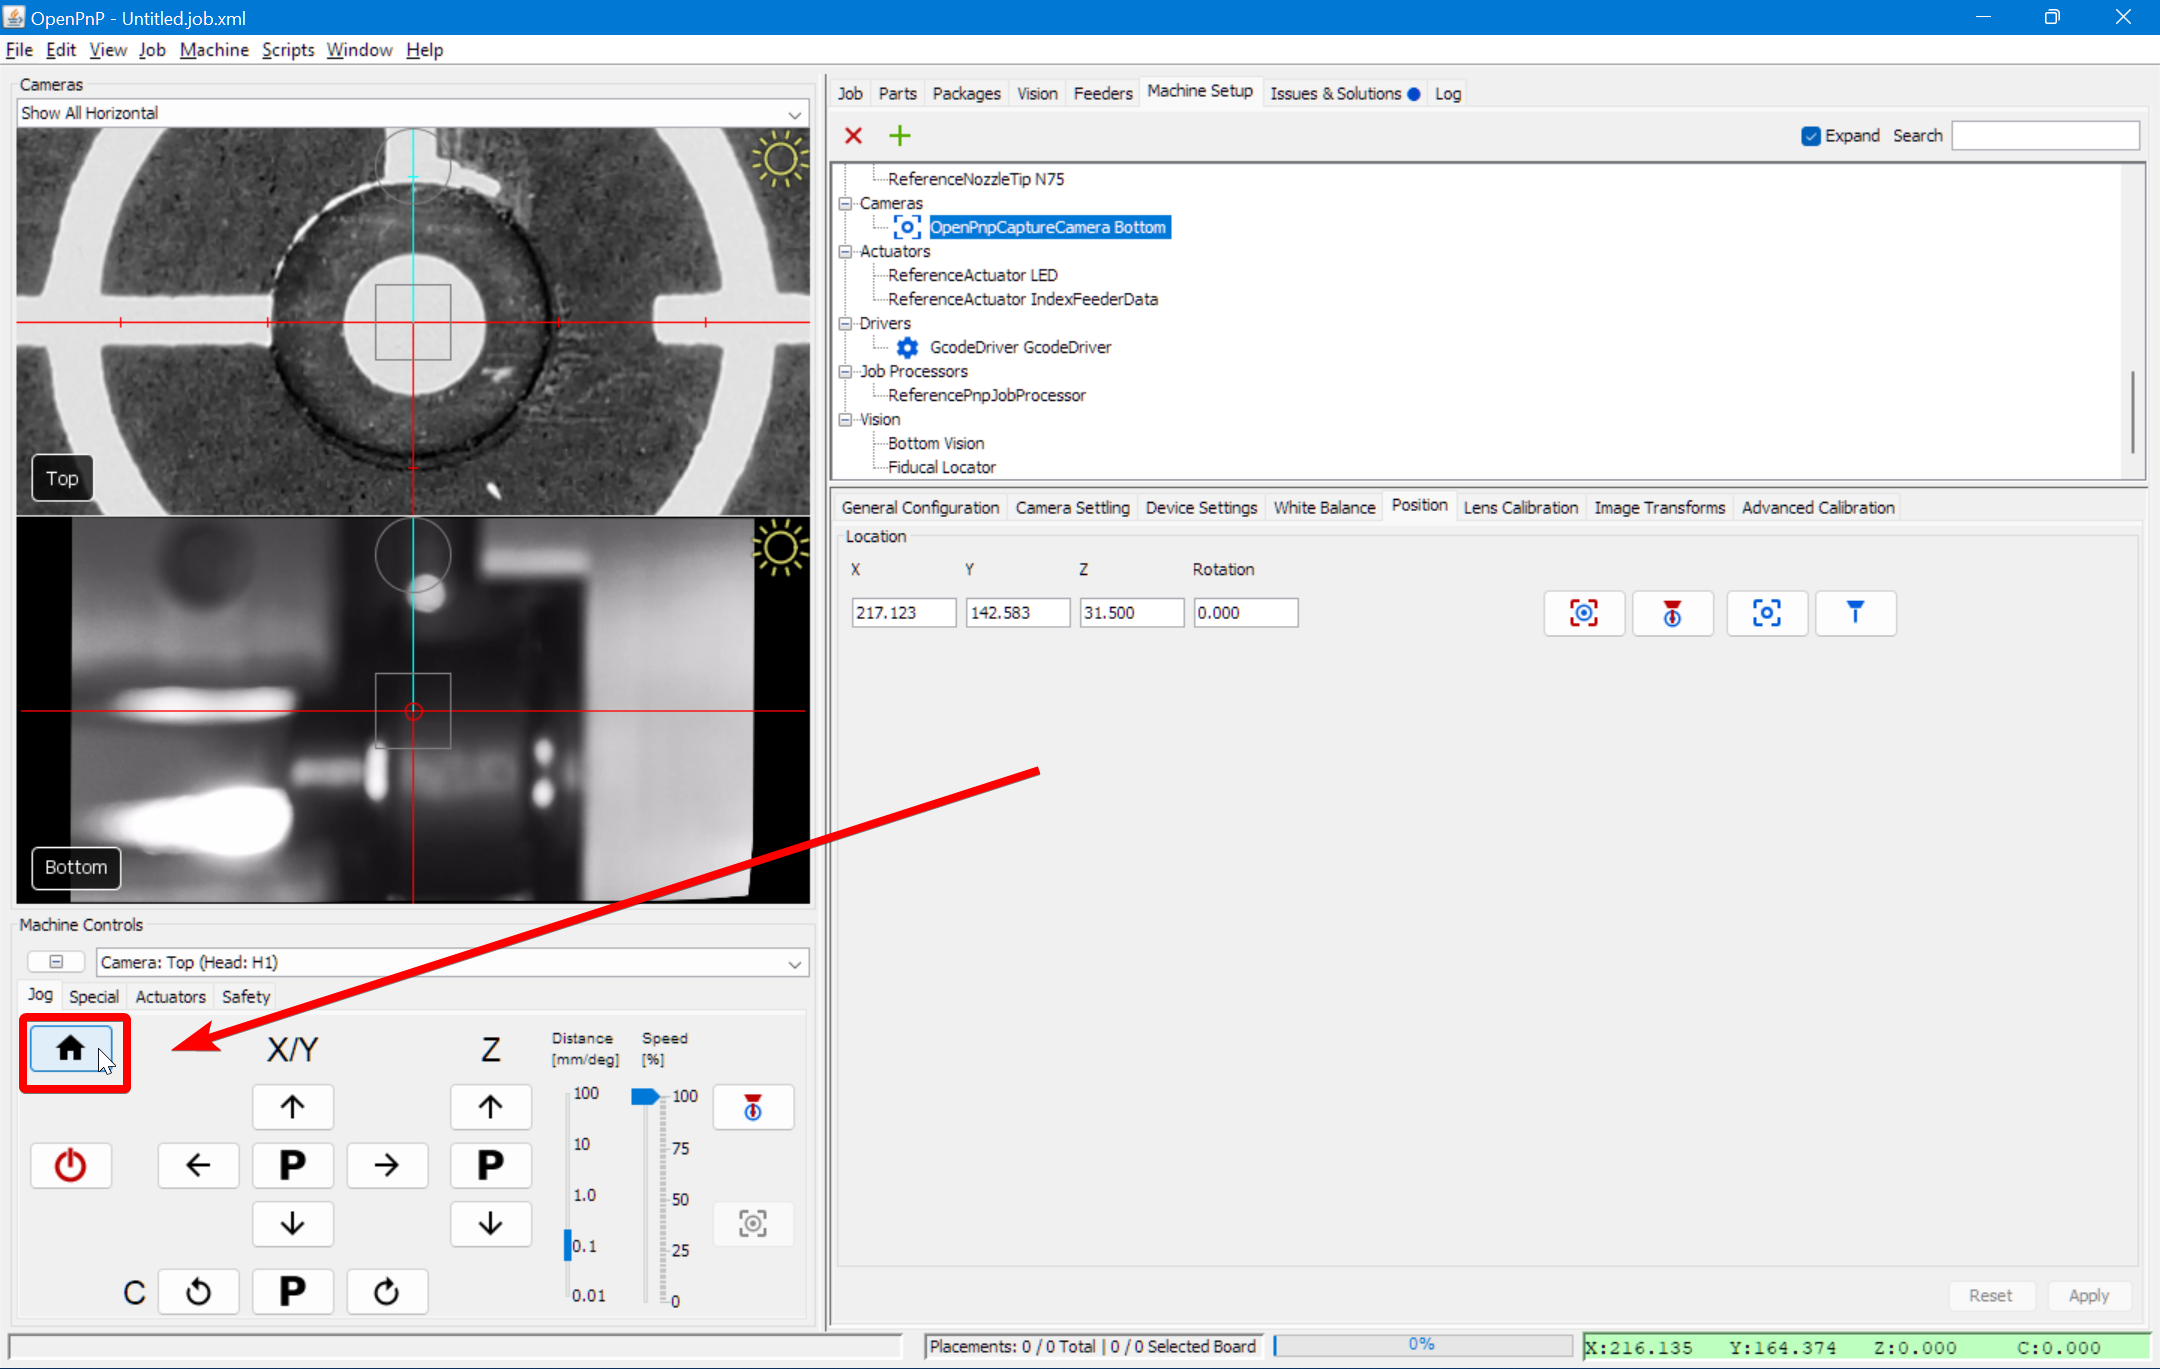 OpenPnP - Untitled.job.xml
File Edit View Job Machine Scripts Window Help
Cameras
Show All Horizontal
Top
Bottom
Machine Controls
Camera: Top (Head: H1)
Jog Special Actuators Safety
X/Y Z
Distance [mm/deg]
Speed [%]
100
10
1.0
0.1
0.01
100
75
50
25
0
P P
C P
Job Parts Packages Vision Feeders Machine Setup Issues & Solutions Log
Expand Search
ReferenceNozzleTip N75
Cameras
OpenPnpCaptureCamera Bottom
Actuators
ReferenceActuator LED
ReferenceActuator IndexFeederData
Drivers
GcodeDriver GcodeDriver
Job Processors
ReferencePnpJobProcessor
Vision
Bottom Vision
Fiducal Locator
General Configuration Camera Settling Device Settings White Balance Position Lens Calibration Image Transforms Advanced Calibration
Location
X Y Z Rotation
217.123 142.583 31.500 0.000
Reset Apply
Placements: 0 / 0 Total | 0 / 0 Selected Board 0% X:216.135 Y:164.374 Z:0.000 C:0.000